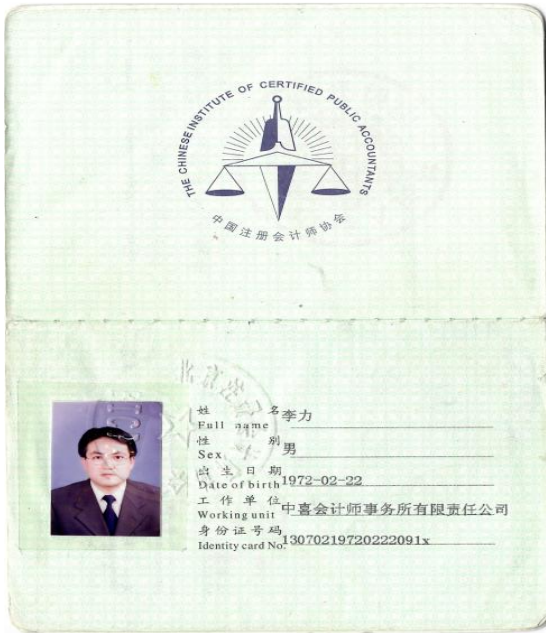 THE CHINESE INSTITUTE OF CERTIFIED PUBLIC ACCOUNTANTS
中国注册会计师协会
姓 名 李力
Full name
性 别 男
Sex
出生日期 1972-02-22
Date of birth
工作单位 中喜会计师事务所有限责任公司
Working unit
身份证号码 13070219720222091x
Identity card No.